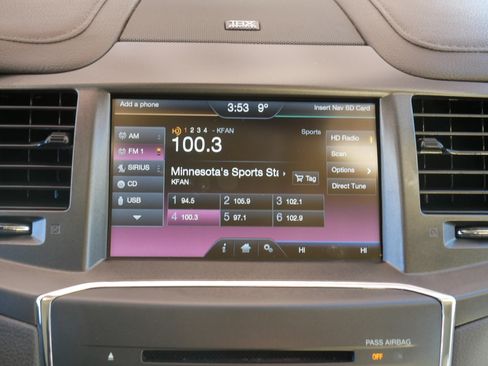 THX
Add a phone 3:53 9° Insert Nav SD Card
AM HD 1 2 3 4 - KFAN Sports HD Radio
FM 1 100.3 Scan
SIRIUS Minnesota's Sports Sta Tag Options
CD KFAN Direct Tune
USB 1 94.5 2 105.9 3 102.1
4 100.3 5 97.1 6 102.9
i HI HI
PASS AIRBAG
OFF